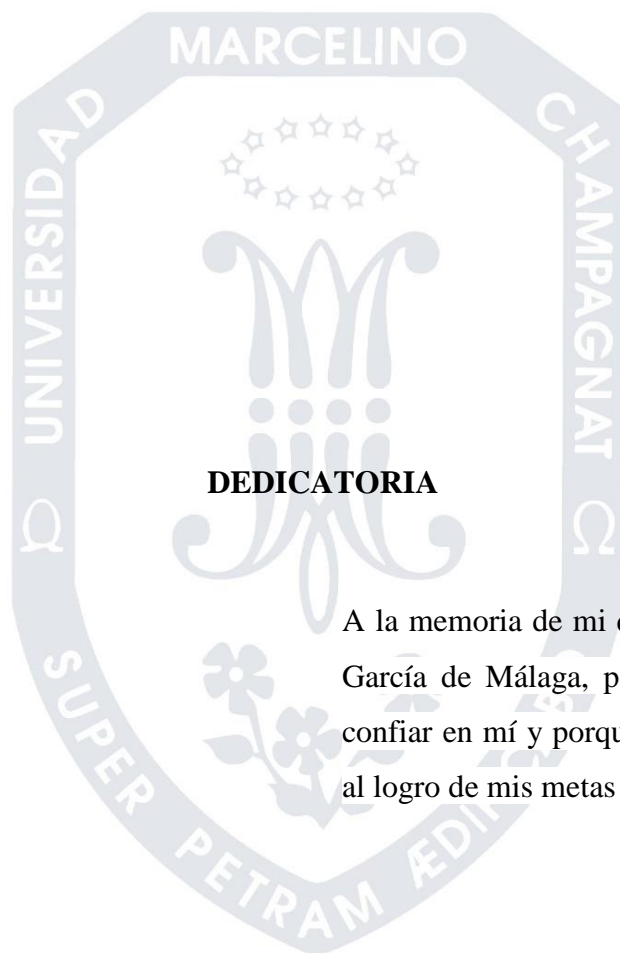 MARCELINO
UNIVERSIDAD
CHAMPAGNAT
DEDICATORIA
A la memoria de mi
García de Málaga,
confiar en mí y
al logro de mis metas
SUPER PETRAM